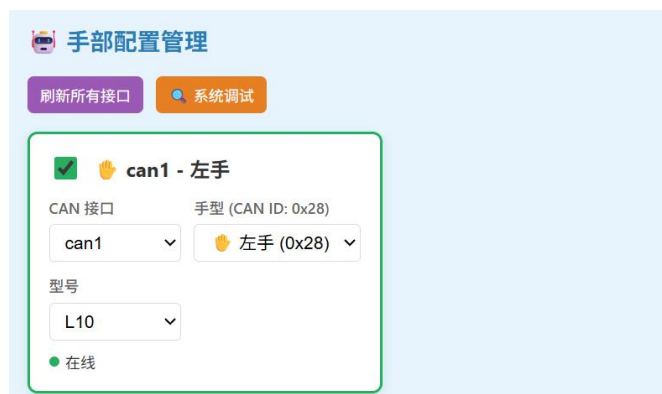 手部配置管理
刷新所有接口
系统调试
can1 - 左手
CAN 接口
手型 (CAN ID: 0x28)
can1
左手 (0x28)
型号
L10
在线